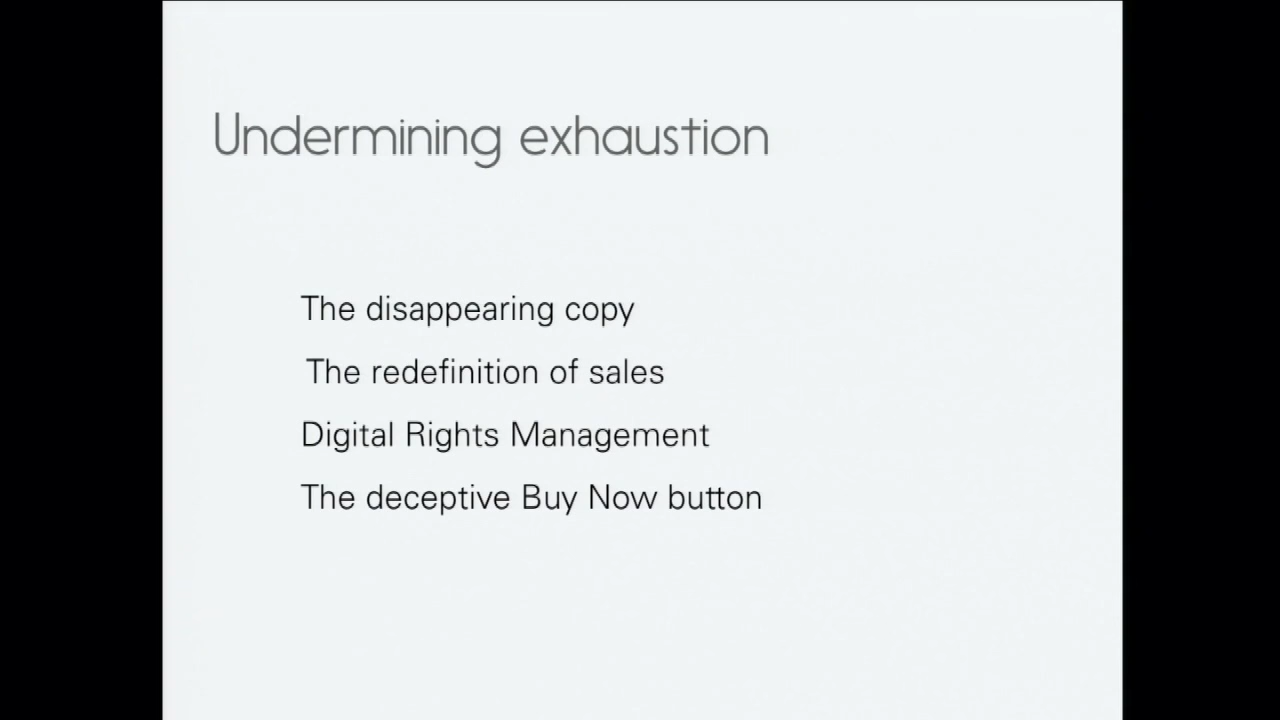 Undermining exhaustion
The disappearing copy
The redefinition of sales
Digital Rights Management
The deceptive Buy Now button